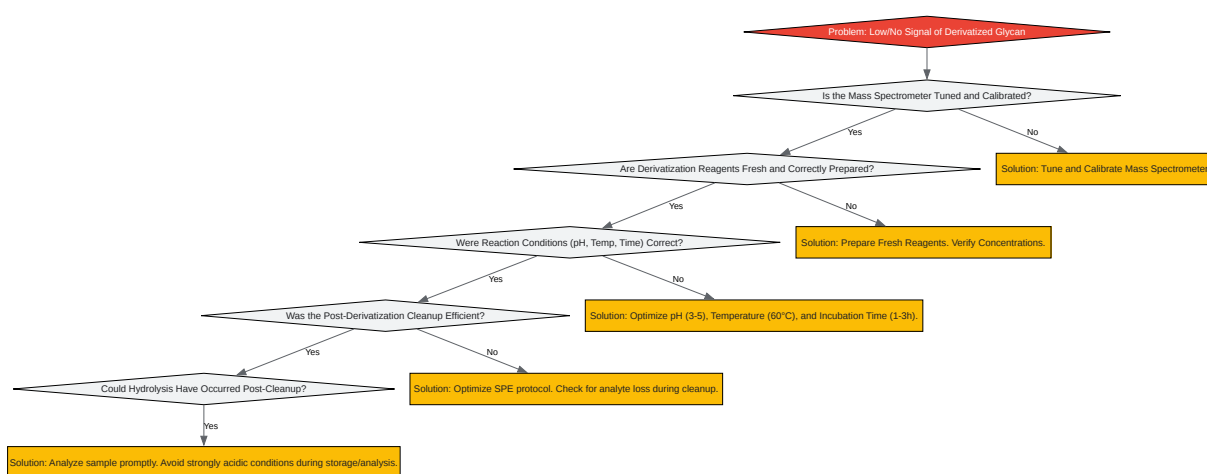 Problem: Low/No Signal of Derivatized Glycan
Is the Mass Spectrometer Tuned and Calibrated?
Yes
No
Are Derivatization Reagents Fresh and Correctly Prepared?
Solution: Tune and Calibrate Mass Spectrometer
Yes
No
Were Reaction Conditions (pH, Temp, Time) Correct?
Solution: Prepare Fresh Reagents. Verify Concentrations.
Yes
No
Was the Post-Derivatization Cleanup Efficient?
Solution: Optimize pH (3-5), Temperature (60°C), and Incubation Time (1-3h).
Yes
No
Could Hydrolysis Have Occurred Post-Cleanup?
Solution: Optimize SPE protocol. Check for analyte loss during cleanup.
Yes
Solution: Analyze sample promptly. Avoid strongly acidic conditions during storage/analysis.